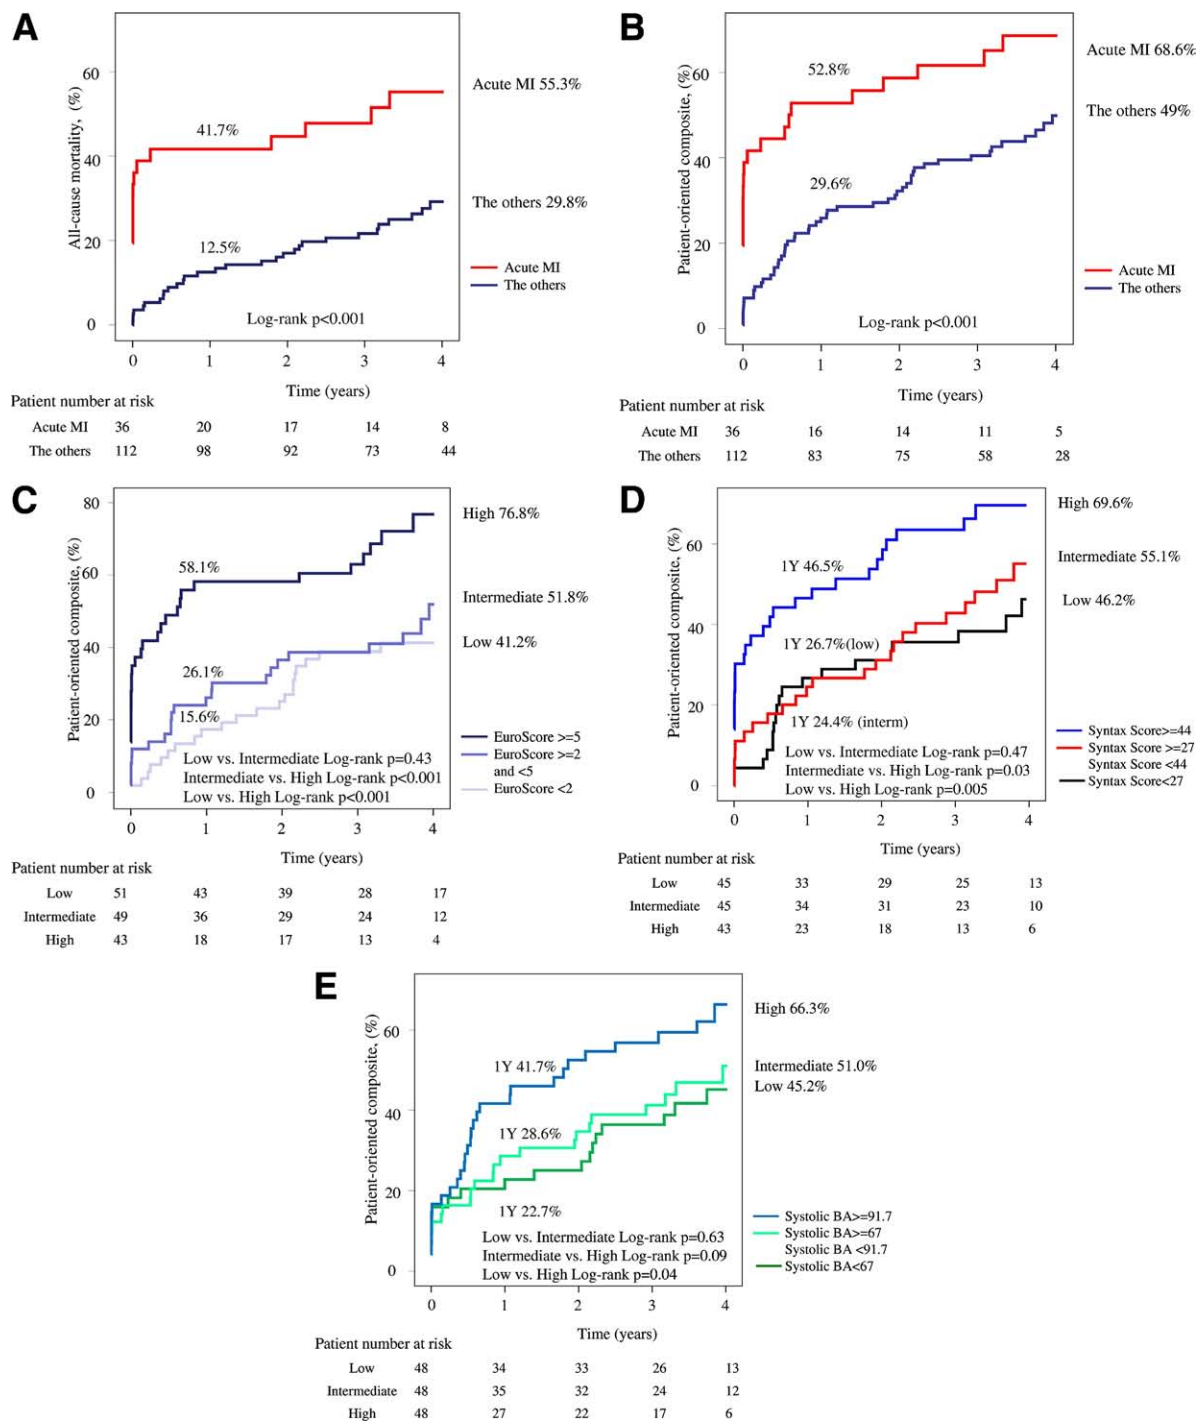 A
All-cause mortality, (%)
60
40
20
0
41.7%
12.5%
Acute MI 55.3%
The others 29.8%
Acute MI
The others
Log-rank p<0.001
0 1 2 3 4
Time (years)
Patient number at risk
Acute MI 36 20 17 14 8
The others 112 98 92 73 44
B
Patient-oriented composite, (%)
60
40
20
0
52.8%
29.6%
Acute MI 68.6%
The others 49%
Acute MI
The others
Log-rank p<0.001
0 1 2 3 4
Time (years)
Patient number at risk
Acute MI 36 16 14 11 5
The others 112 83 75 58 28
C
Patient-oriented composite, (%)
80
60
40
20
0
58.1%
26.1%
15.6%
High 76.8%
Intermediate 51.8%
Low 41.2%
EuroScore >=5
EuroScore >=2
and <5
EuroScore <2
Low vs. Intermediate Log-rank p=0.43
Intermediate vs. High Log-rank p<0.001
Low vs. High Log-rank p<0.001
0 1 2 3 4
Time (years)
Patient number at risk
Low 51 43 39 28 17
Intermediate 49 36 29 24 12
High 43 18 17 13 4
D
Patient-oriented composite, (%)
60
40
20
0
1Y 46.5%
1Y 26.7%(low)
1Y 24.4% (interm)
High 69.6%
Intermediate 55.1%
Low 46.2%
Syntax Score>=44
Syntax Score >=27
Syntax Score <44
Syntax Score<27
Low vs. Intermediate Log-rank p=0.47
Intermediate vs. High Log-rank p=0.03
Low vs. High Log-rank p=0.005
0 1 2 3 4
Time (years)
Patient number at risk
Low 45 33 29 25 13
Intermediate 45 34 31 23 10
High 43 23 18 13 6
E
Patient-oriented composite, (%)
60
40
20
0
1Y 41.7%
1Y 28.6%
1Y 22.7%
High 66.3%
Intermediate 51.0%
Low 45.2%
Systolic BA>=91.7
Systolic BA>=67
Systolic BA <91.7
Systolic BA<67
Low vs. Intermediate Log-rank p=0.63
Intermediate vs. High Log-rank p=0.09
Low vs. High Log-rank p=0.04
0 1 2 3 4
Time (years)
Patient number at risk
Low 48 34 33 26 13
Intermediate 48 35 32 24 12
High 48 27 22 17 6